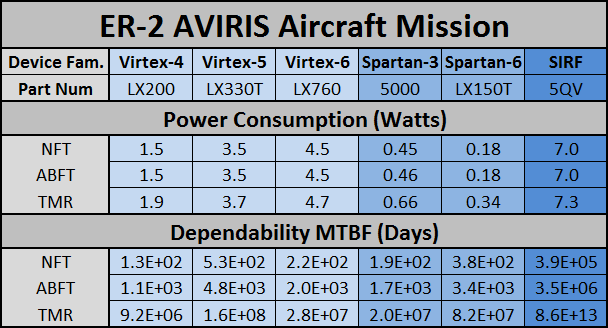 ER-2 AVIRIS Aircraft Mission
Device Fam. Virtex-4 Virtex-5 Virtex-6 Spartan-3 Spartan-6 SIRF
Part Num LX200 LX330T LX760 5000 LX150T 5QV
Power Consumption (Watts)
NFT 1.5 3.5 4.5 0.45 0.18 7.0
ABFT 1.5 3.5 4.5 0.46 0.18 7.0
TMR 1.9 3.7 4.7 0.66 0.34 7.3
Dependability MTBF (Days)
NFT 1.3E+02 5.3E+02 2.2E+02 1.9E+02 3.8E+02 3.9E+05
ABFT 1.1E+03 4.8E+03 2.0E+03 1.7E+03 3.4E+03 3.5E+06
TMR 9.2E+06 1.6E+08 2.8E+07 2.0E+07 8.2E+07 8.6E+13